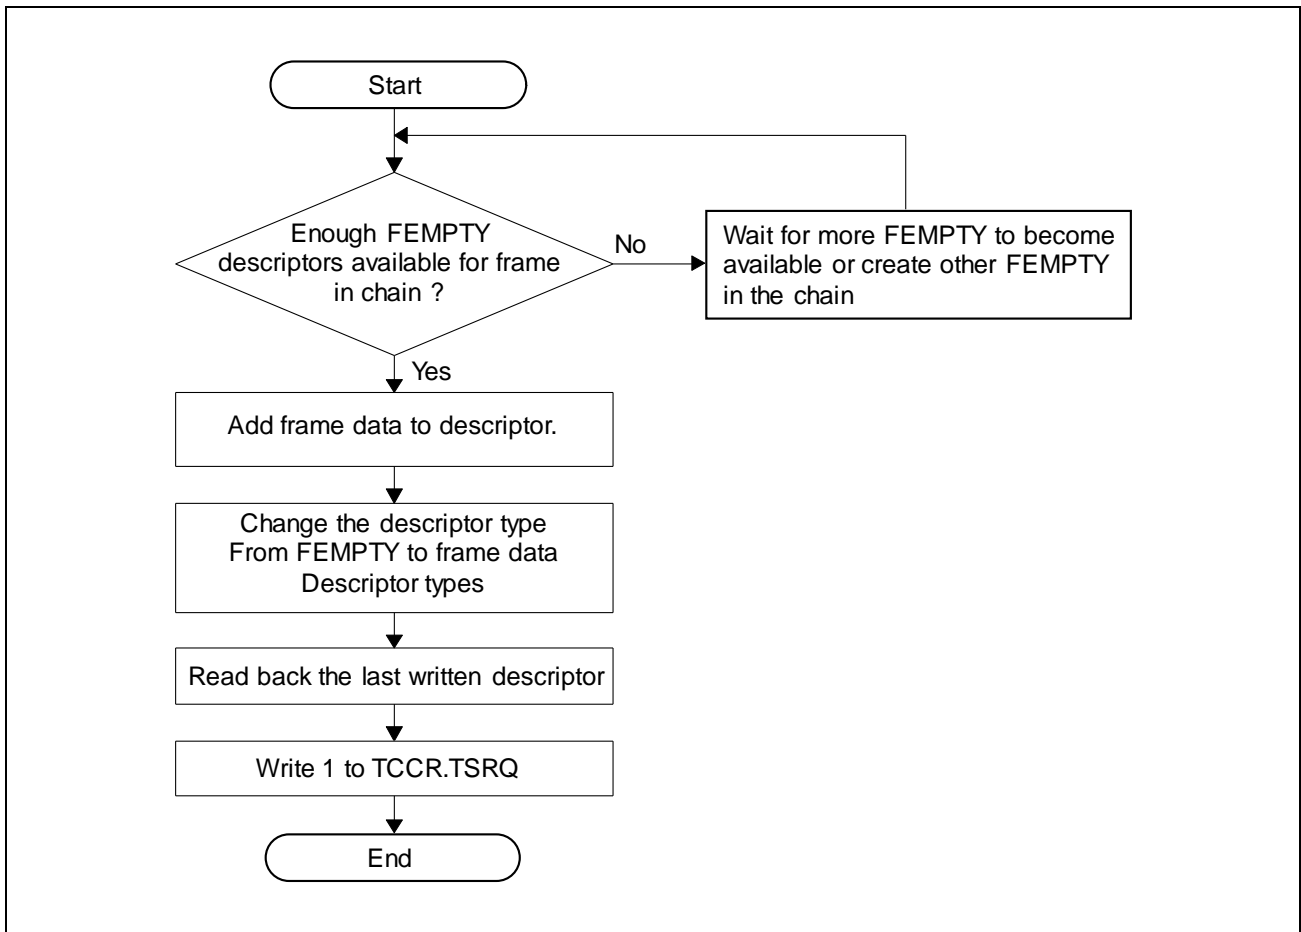 Start
Enough FEMPTY
descriptors available for frame
in chain ?
No
Wait for more FEMPTY to become
available or create other FEMPTY
in the chain
Yes
Add frame data to descriptor.
Change the descriptor type
From FEMPTY to frame data
Descriptor types
Read back the last written descriptor
Write 1 to TCCR.TSRQ
End